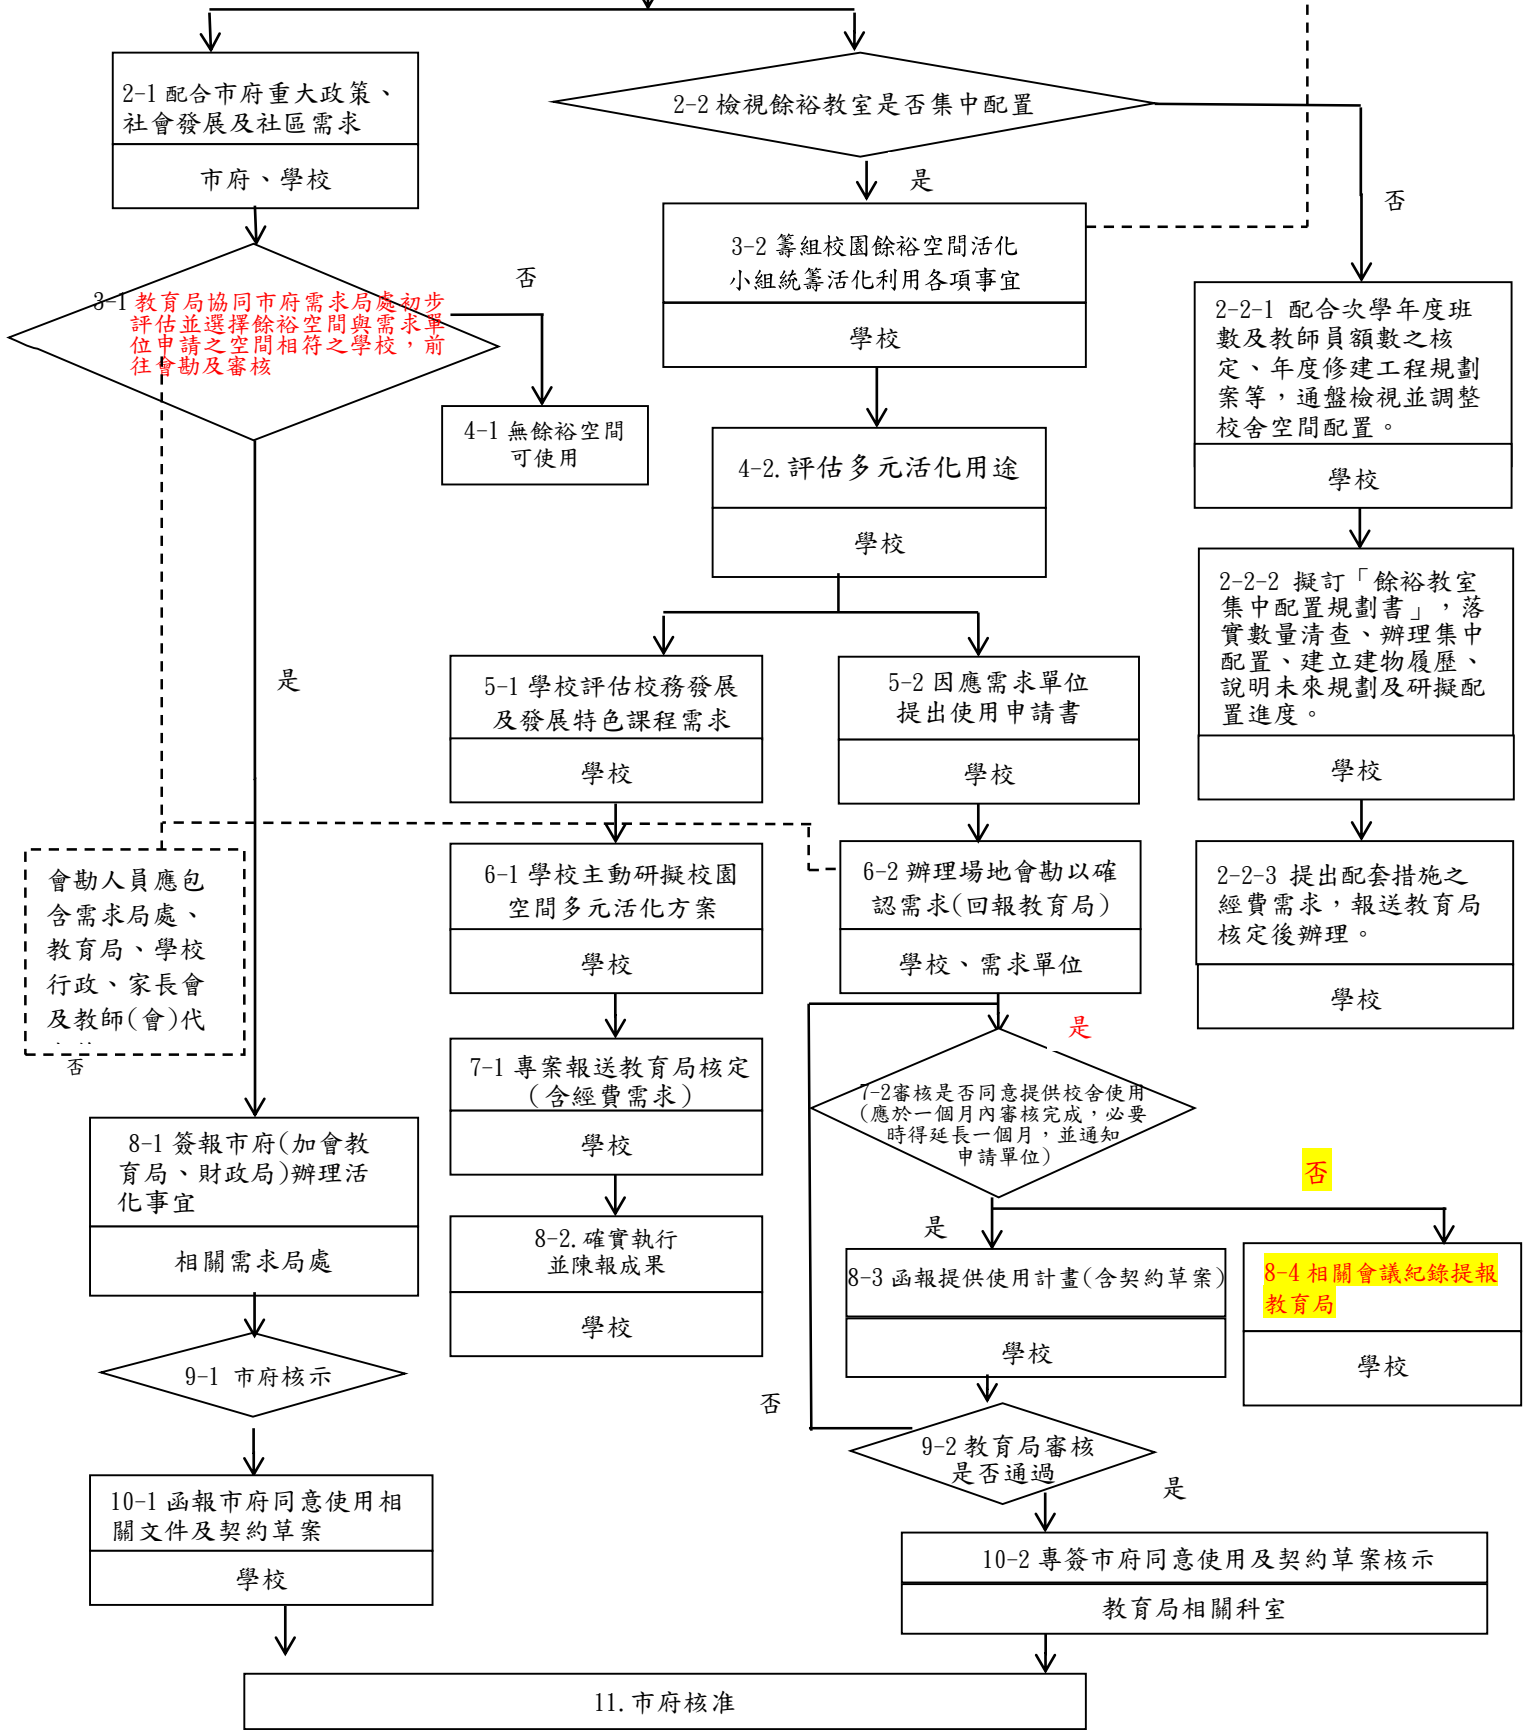 2-1 配合市府重大政策、
社會發展及社區需求
市府、學校
2-2 檢視餘裕教室是否集中配置
是
否
3-1 教育局協同市府需求局處初步
評估並選擇餘裕空間與需求單
位申請之空間相符之學校，前
往會勘及審核
否
3-2 籌組校園餘裕空間活化
小組統籌活化利用各項事宜
學校
2-2-1 配合次學年度班
數及教師員額數之核
定、年度修建工程規劃
案等，通盤檢視並調整
校舍空間配置。
學校
4-1 無餘裕空間
可使用
4-2.評估多元活化用途
學校
2-2-2 擬訂「餘裕教室
集中配置規劃書」，落
實數量清查、辦理集中
配置、建立建物履歷、
說明未來規劃及研擬配
置進度。
學校
是
5-1 學校評估校務發展
及發展特色課程需求
學校
5-2 因應需求單位
提出使用申請書
學校
會勘人員應包
含需求局處、
教育局、學校
行政、家長會
及教師(會)代
否
6-1 學校主動研擬校園
空間多元活化方案
學校
6-2 辦理場地會勘以確
認需求(回報教育局)
學校、需求單位
2-2-3 提出配套措施之
經費需求，報送教育局
核定後辦理。
學校
是
7-1 專案報送教育局核定
(含經費需求)
學校
7-2審核是否同意提供校舍使用
(應於一個月內審核完成，必要
時得延長一個月，並通知
申請單位)
否
是
8-1 簽報市府(加會教
育局、財政局)辦理活
化事宜
相關需求局處
8-2.確實執行
並陳報成果
學校
8-3 函報提供使用計畫(含契約草案)
學校
8-4 相關會議紀錄提報
教育局
學校
9-1 市府核示
否
9-2 教育局審核
是否通過
是
10-1 函報市府同意使用相
關文件及契約草案
學校
10-2 專簽市府同意使用及契約草案核示
教育局相關科室
11.市府核准